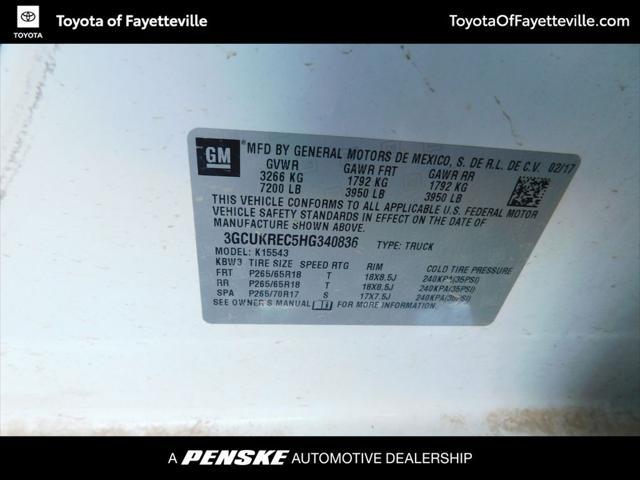 TOYOTA
Toyota of Fayetteville
ToyotaOfFayetteville.com
GM
MFD BY GENERAL MOTORS DE MEXICO, S. DE R.L. DE C.V. 02/17
GVWR GAWR FRT GAWR RR
3266 KG 1792 KG 1792 KG
7200 LB 3950 LB 3950 LB
THIS VEHICLE CONFORMS TO ALL APPLICABLE U.S. FEDERAL MOTOR
VEHICLE SAFETY STANDARDS IN EFFECT ON THE DATE OF
MANUFACTURE SHOWN ABOVE.
3GCUKREC5HG340836 TYPE: TRUCK
MODEL: K15543
KBW3 TIRE SIZE SPEED RTG RIM COLD TIRE PRESSURE
FRT P265/65R18 T 18X8.5J 240KPA(35PSI)
RR P265/65R18 T 18X8.5J 240KPA(35PSI)
SPA P265/70R17 S 17X7.5J 240KPA(35PSI)
SEE OWNER'S MANUAL FOR MORE INFORMATION.
A PENSKE AUTOMOTIVE DEALERSHIP